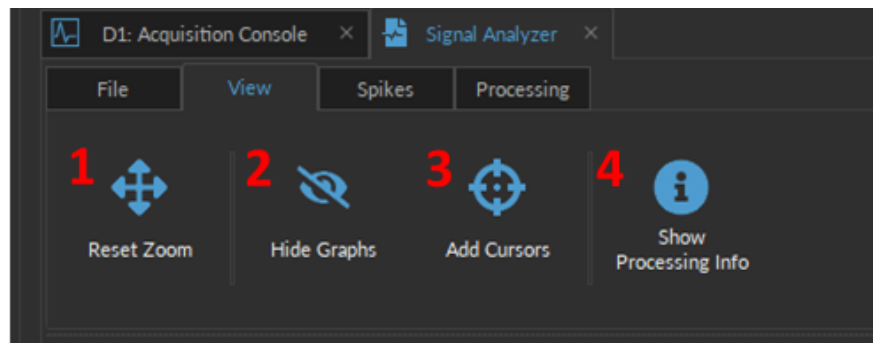 D1: Acquisition Console
Signal Analyzer
File View Spikes Processing
1 2 3 4
Reset Zoom Hide Graphs Add Cursors Show
Processing Info